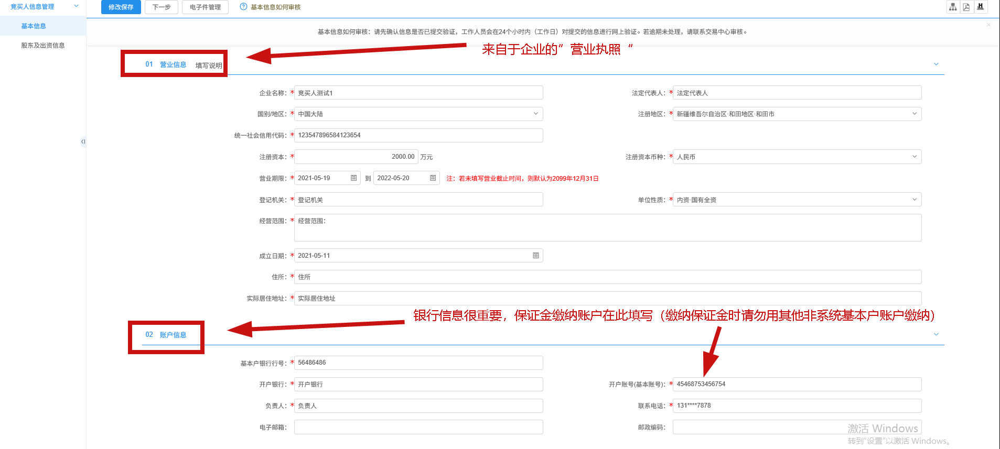 竞买人信息管理
修改保存 下一步 电子件管理 基本信息如何审核
基本信息
股东及出资信息
基本信息如何审核：请先确认信息是否已提交验证，工作人员会在24个小时内（工作日）对提交的信息进行网上验证。若逾期未处理，请联系交易中心审核。
来自于企业的”营业执照“
01 营业信息 填写说明
企业名称：*竟买人测试1 法定代表人：*法定代表人
国别/地区：*中国大陆 注册地区：*新疆维吾尔自治区·和田地区·和田市
统一社会信用代码：*123547896584123654
注册资本：*2000.00 万元 注册资本币种：*人民币
营业期限：*2021-05-19 到 2022-05-20 注：若未填写营业截止时间，则默认为2099年12月31日
登记机关：*登记机关 单位性质：*内资·国有全资
经营范围：*经营范围：
成立日期：*2021-05-11
住所：*住所
实际居住地址：*实际居住地址
银行信息很重要，保证金缴纳账户在此填写（缴纳保证金时请勿用其他非系统基本户账户缴纳）
02 账户信息
基本户银行行号：*56486486
开户银行：*开户银行 开户账号(基本账号)：*45468753456754
负责人：*负责人 联系电话：*131****7878
电子邮箱： 邮政编码：
激活 Windows
转到“设置”以激活 Windows。